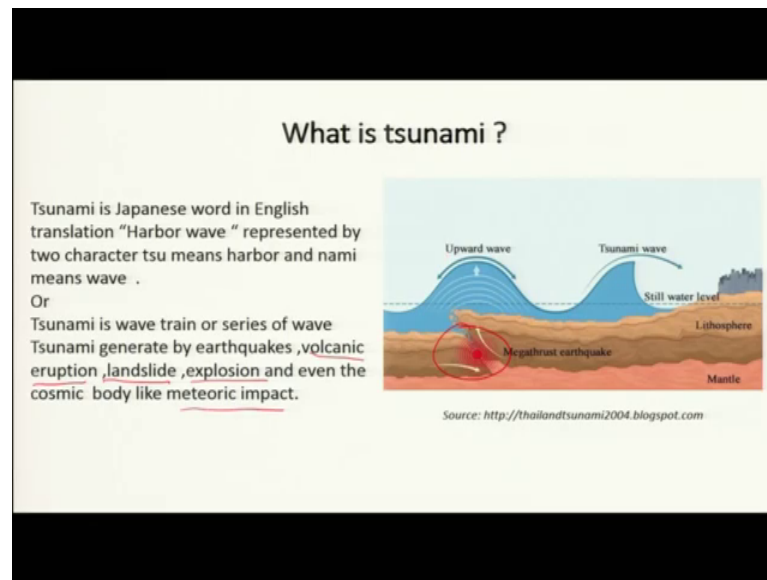 What is tsunami ?
Tsunami is Japanese word in English
translation "Harbor wave " represented by
two character tsu means harbor and nami
means wave .
Or
Tsunami is wave train or series of wave
Tsunami generate by earthquakes ,volcanic
eruption ,landslide ,explosion and even the
cosmic body like meteoric impact.
Upward wave
Tsunami wave
Still water level
Lithosphere
Megathrust earthquake
Mantle
Source: http://thailandtsunami2004.blogspot.com